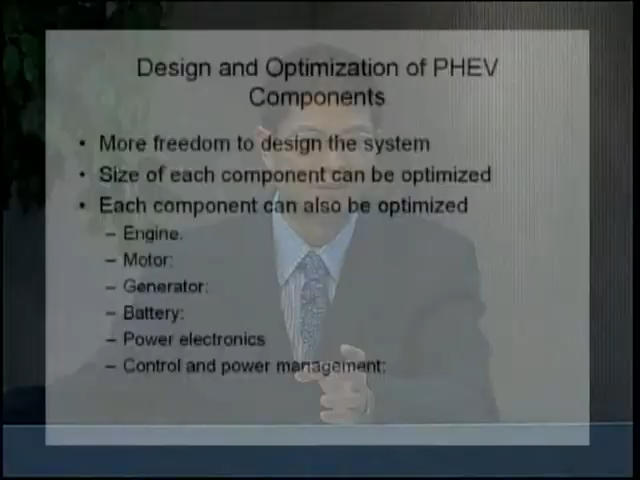 Design and Optimization of PHEV
Components
• More freedom to design the system
• Size of each component can be optimized
• Each component can also be optimized
– Engine.
– Motor:
– Generator:
– Battery:
– Power electronics
– Control and power management: